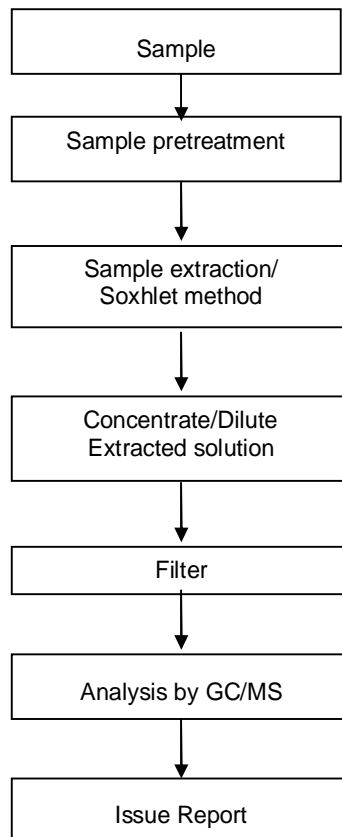 Sample
Sample pretreatment
Sample extraction/
Soxhlet method
Concentrate/Dilute
Extracted solution
Filter
Analysis by GC/MS
Issue Report